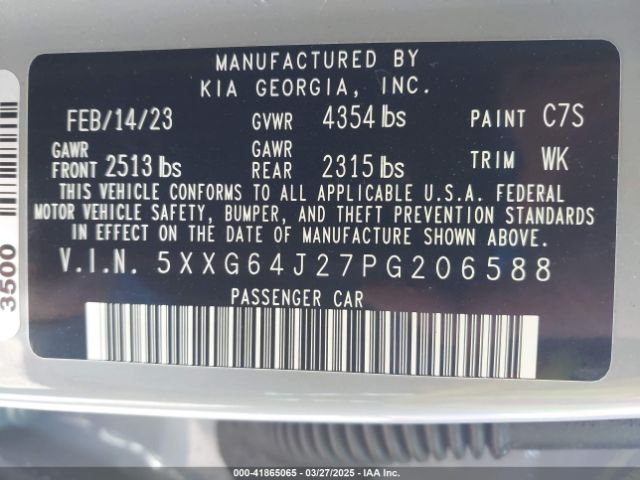 MANUFACTURED BY
KIA GEORGIA, INC.
FEB/14/23 GVWR 4354 lbs PAINT C7S
GAWR FRONT 2513 lbs GAWR REAR 2315 lbs TRIM WK
THIS VEHICLE CONFORMS TO ALL APPLICABLE U.S.A. FEDERAL
MOTOR VEHICLE SAFETY, BUMPER, AND THEFT PREVENTION STANDARDS
IN EFFECT ON THE DATE OF MANUFACTURE SHOWN ABOVE.
V.I.N. 5XXG64J27PG206588
PASSENGER CAR
3500
000-41865065 | 03/27/2025 | IAA Inc.